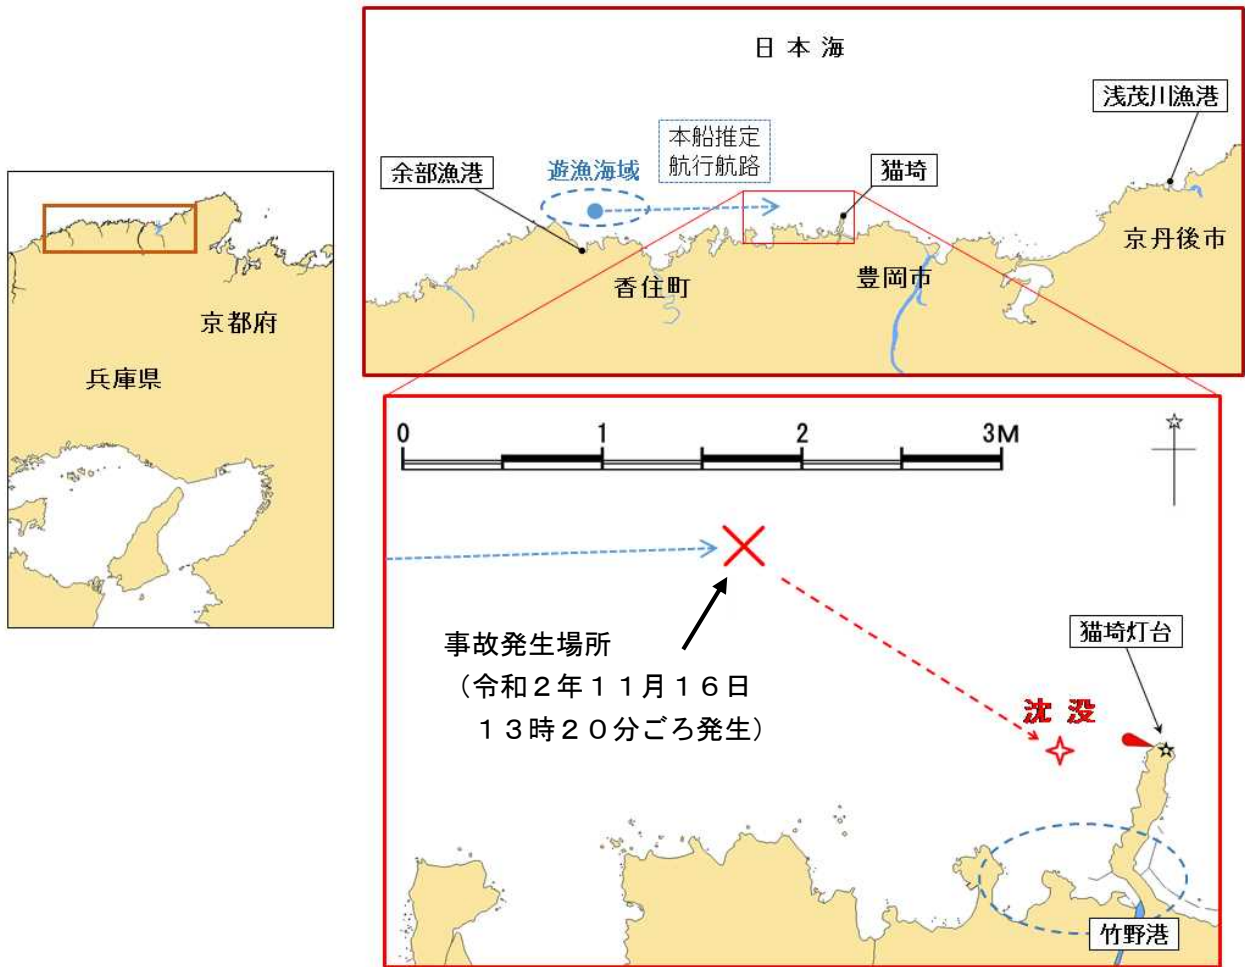 京都府
兵庫県
日本海
浅茂川漁港
本船推定
航行航路
遊漁海域
余部漁港
猫埼
京丹後市
香住町
豊岡市
0 1 2 3M
事故発生場所
（令和２年１１月１６日
１３時２０分ごろ発生）
猫埼灯台
沈没
竹野港